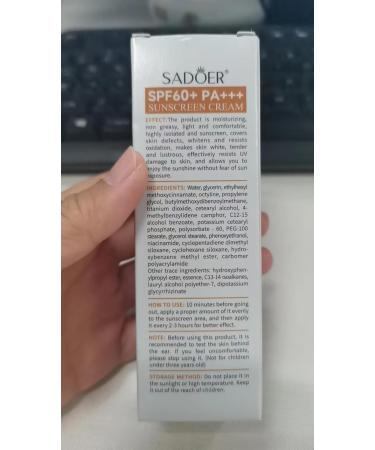 SADOER®
SPF60+ PA+++
SUNSCREEN CREAM
EFFECT:The product is moisturizing,
non greasy, light and comfortable,
highly isolated and sunscreen, covers
skin defects, whitens and resists
oxidation, makes skin white, tender
and lustrous, effectively resists UV
damage to skin, and allows you to
enjoy the sunshine without fear of sun
exposure.
INGREDIENTS: Water, glycerin, ethylhexyl
methoxycinnamate, octyline, propylene
glycol, butylmethoxydibenzoylmethane,
titanium dioxide, cetearyl alcohol, 4-
methylbenzylidene camphor, C12-15
alcohol benzoate, potassium cetearyl
phosphate, polysorbate - 60, PEG-100
stearate, glycerol stearate, phenoxyethanol,
niacinamide, cyclopentadiene dimethyl
siloxane, cyclohexane siloxane, hydr-
oxybenzene methyl ester, carbomer
polyacrylamide
Other trace ingredients: hydroxyphen-
ylpropyl ester, essence, C13-14 isoalkanes,
lauryl alcohol polyether-7, dipotassium
glycyrrhizinate
HOW TO USE: 10 minutes before going
out, apply a proper amount of it evenly
to the sunscreen area, and then apply
it every 2-3 hours for better effect.
NOTE: Before using this product, it is
recommended to test the skin behind
the ear. If you feel uncomfortable,
please stop using it. (Not for children
under three years old)
STORAGE METHOD: Do not place it in
the sunlight or high temperature. Keep
it out of the reach of children.